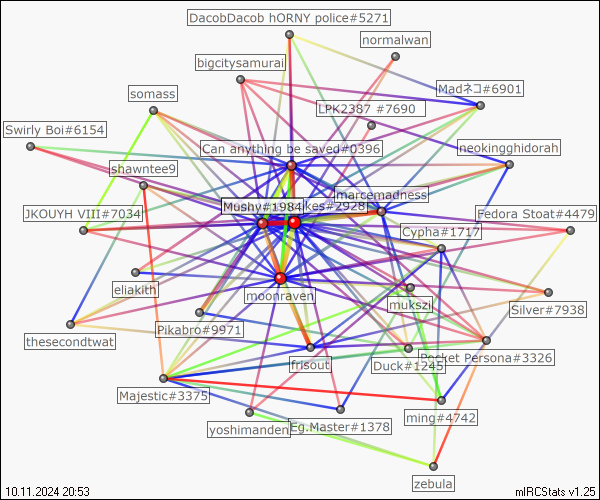 DacobDacob hORNY police#5271
normalwan
bigcitysamurai
Madネコ#6901
somass
LPK2387 #7690
Swirly Boi#6154
Can anything be saved#0396
neokingghidorah
shawntee9
marcemadness
Mushy#1984
kes#2928
JKOUYH VIII#7034
Fedora Stoat#4479
Cypha#1717
eliakith
moonraven
mukszi
Silver#7938
Pikabro#9971
thesecondtwat
frisout
Duck#1245
Pocket Persona#3326
Majestic#3375
ming#4742
yoshimanden
Eg.Master#1378
zebula
10.11.2024 20:53
mIRCStats v1.25